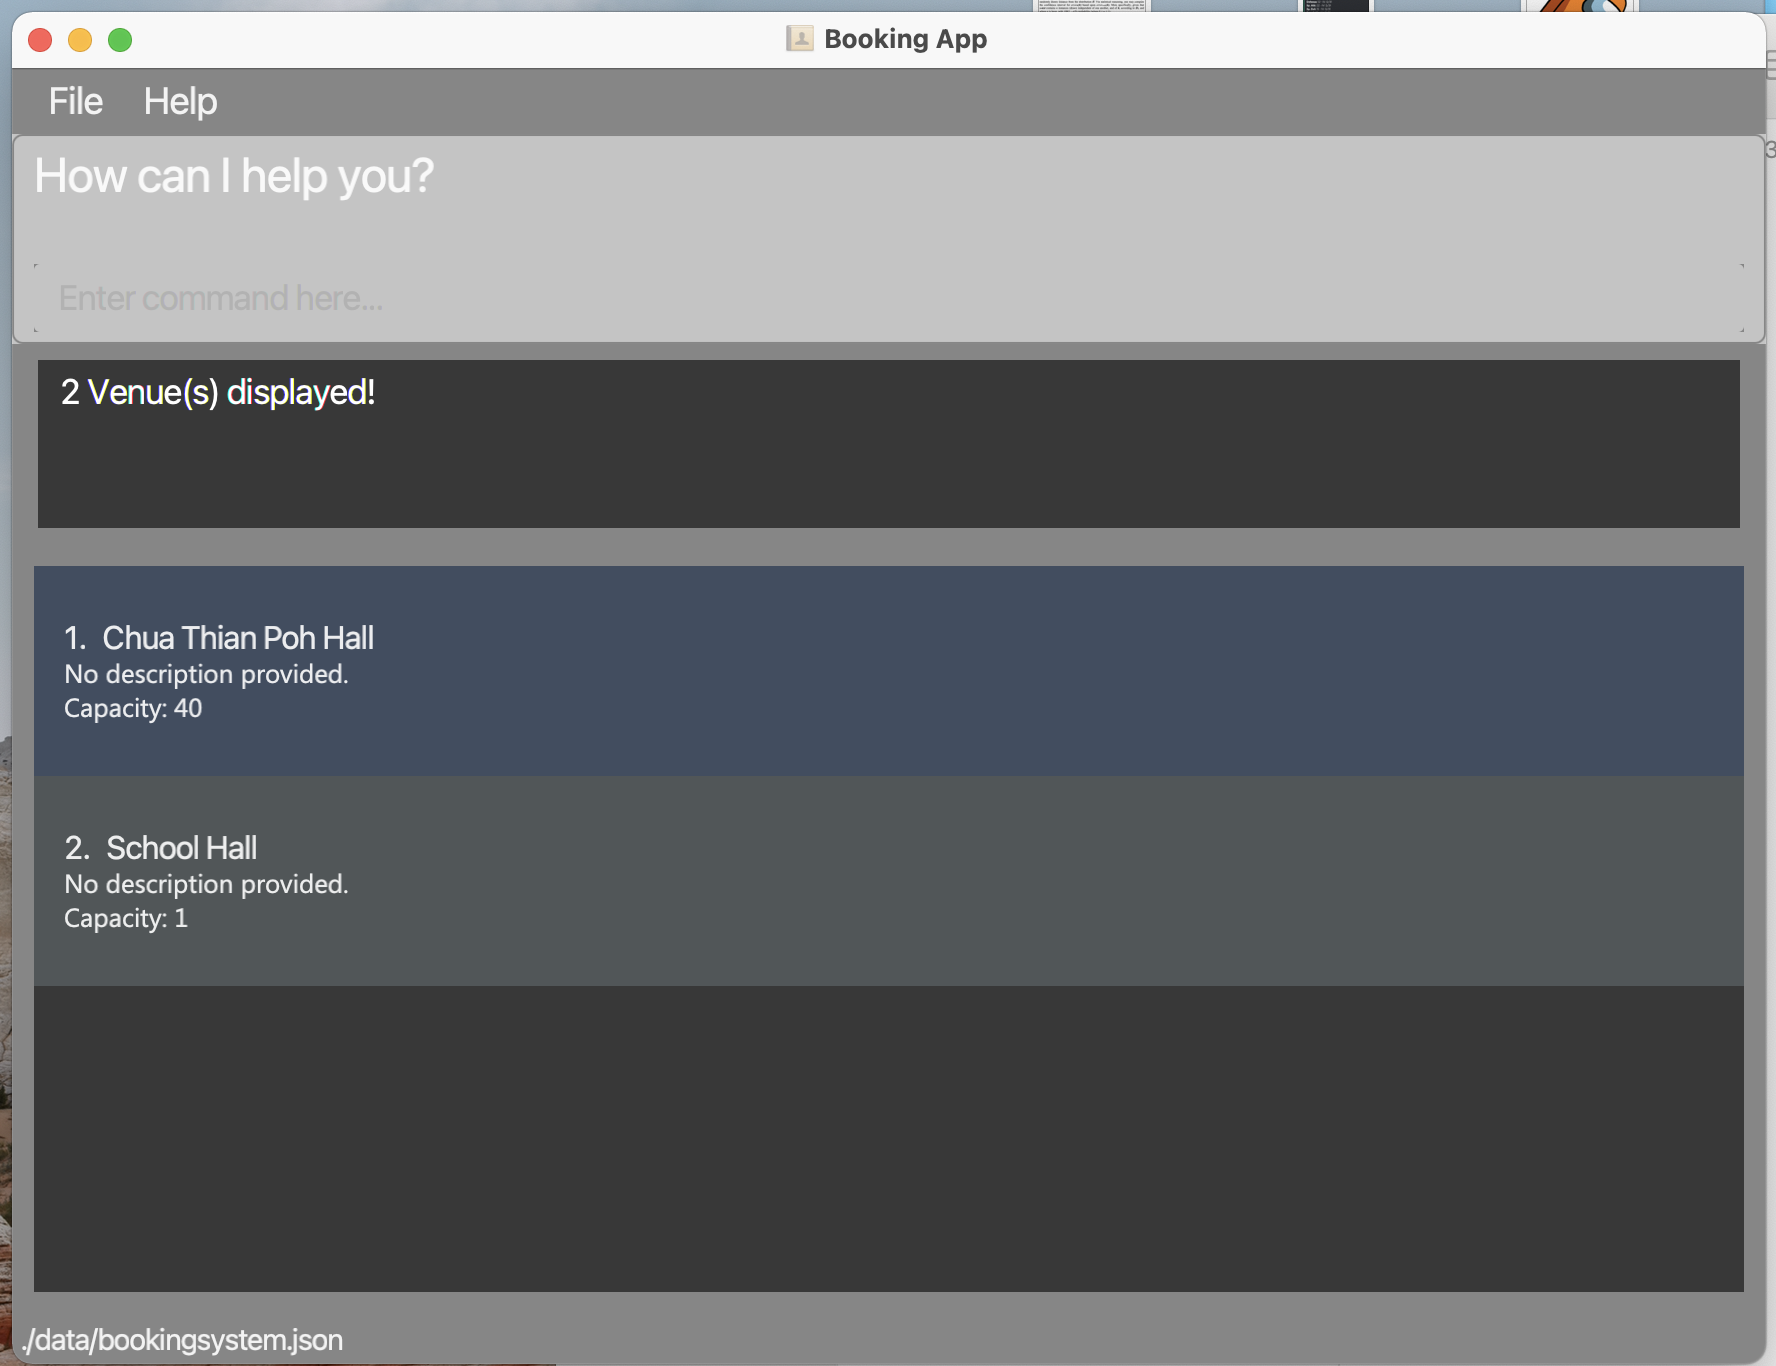 Booking App
File Help
How can I help you?
Enter command here...
2 Venue(s) displayed!
1. Chua Thian Poh Hall
No description provided.
Capacity: 40
2. School Hall
No description provided.
Capacity: 1
./data/bookingsystem.json